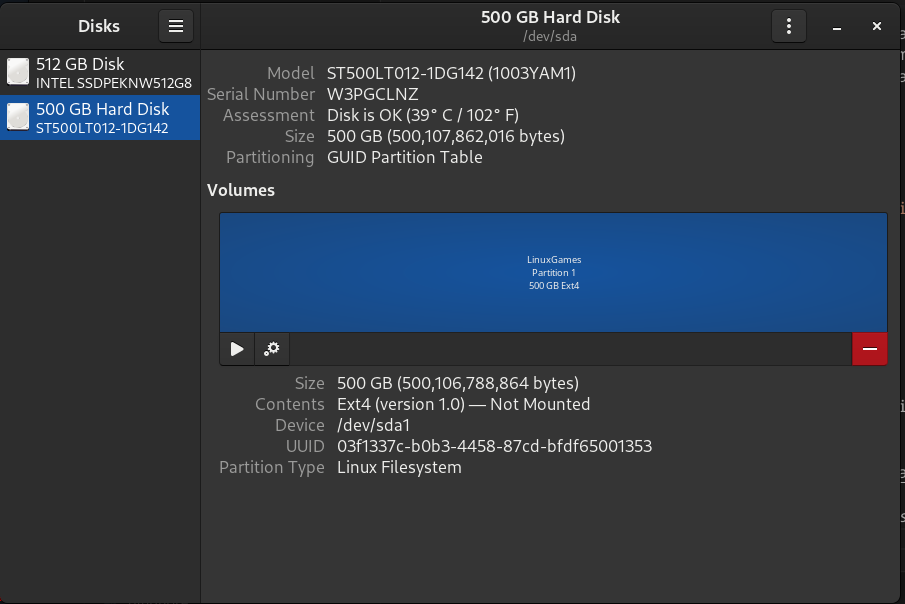 Disks
500 GB Hard Disk
/dev/sda
512 GB Disk
INTEL SSDPEKNW512G8
500 GB Hard Disk
ST500LT012-1DG142
Model ST500LT012-1DG142 (1003YAM1)
Serial Number W3PGCLNZ
Assessment Disk is OK (39° C / 102° F)
Size 500 GB (500,107,862,016 bytes)
Partitioning GUID Partition Table
Volumes
LinuxGames
Partition 1
500 GB Ext4
Size 500 GB (500,106,788,864 bytes)
Contents Ext4 (version 1.0) — Not Mounted
Device /dev/sda1
UUID 03f1337c-b0b3-4458-87cd-bfdf65001353
Partition Type Linux Filesystem